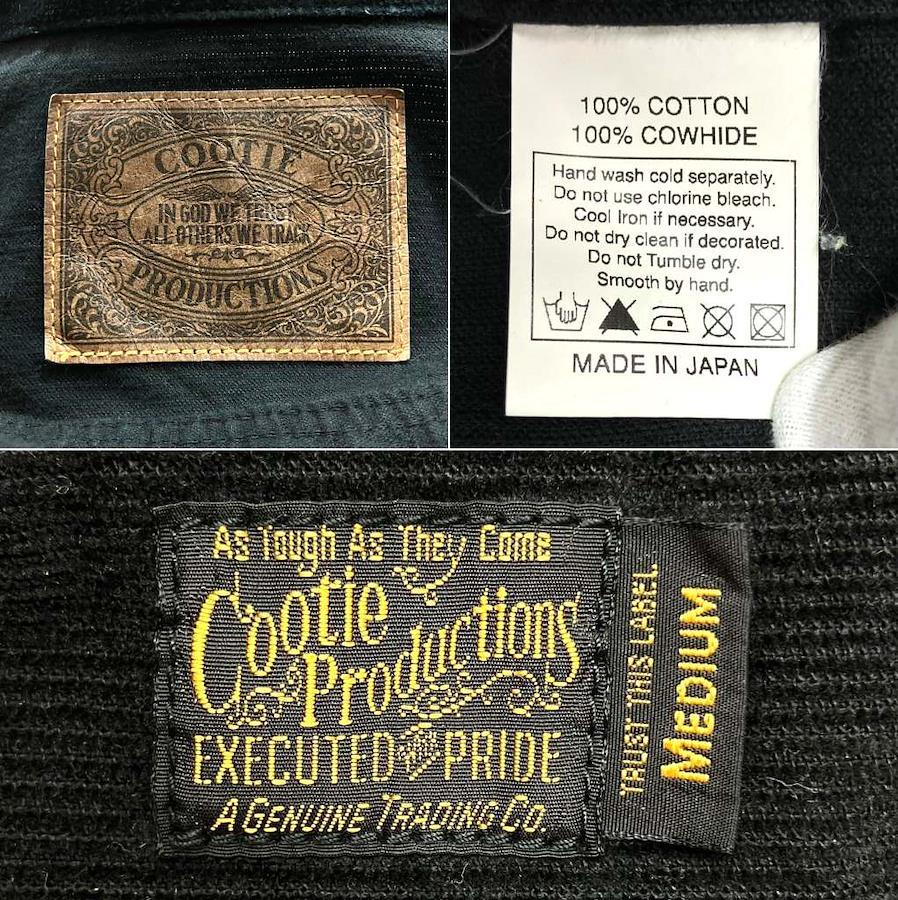 COOTIE
IN GOD WE TRUST
ALL OTHERS WE TRACK
PRODUCTIONS
100% COTTON
100% COWHIDE
Hand wash cold separately.
Do not use chlorine bleach.
Cool Iron if necessary.
Do not dry clean if decorated.
Do not Tumble dry.
Smooth by hand.
MADE IN JAPAN
As Tough As They Come
Cootie
Productions
EXECUTED WITH PRIDE
A GENUINE TRADING CO.
TRUST THIS LABEL
MEDIUM